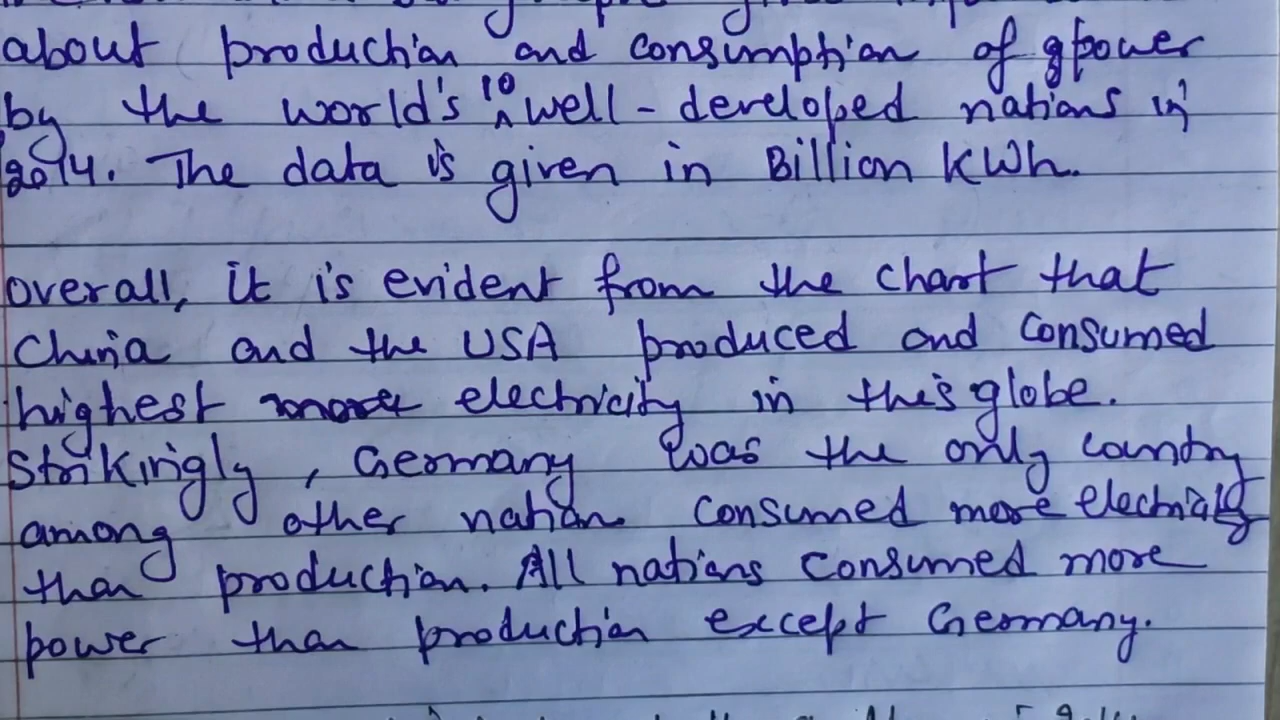 about production and consumption of power
by the world's 10 well-developed nations in
2014. The data is given in Billion KWh.
overall, it is evident from the chart that
China and the USA produced and consumed
highest electricity in this globe.
Strikingly, Germany was the only country
among other nation consumed more electricity
than production. All nations consumed more
power than production except Germany.